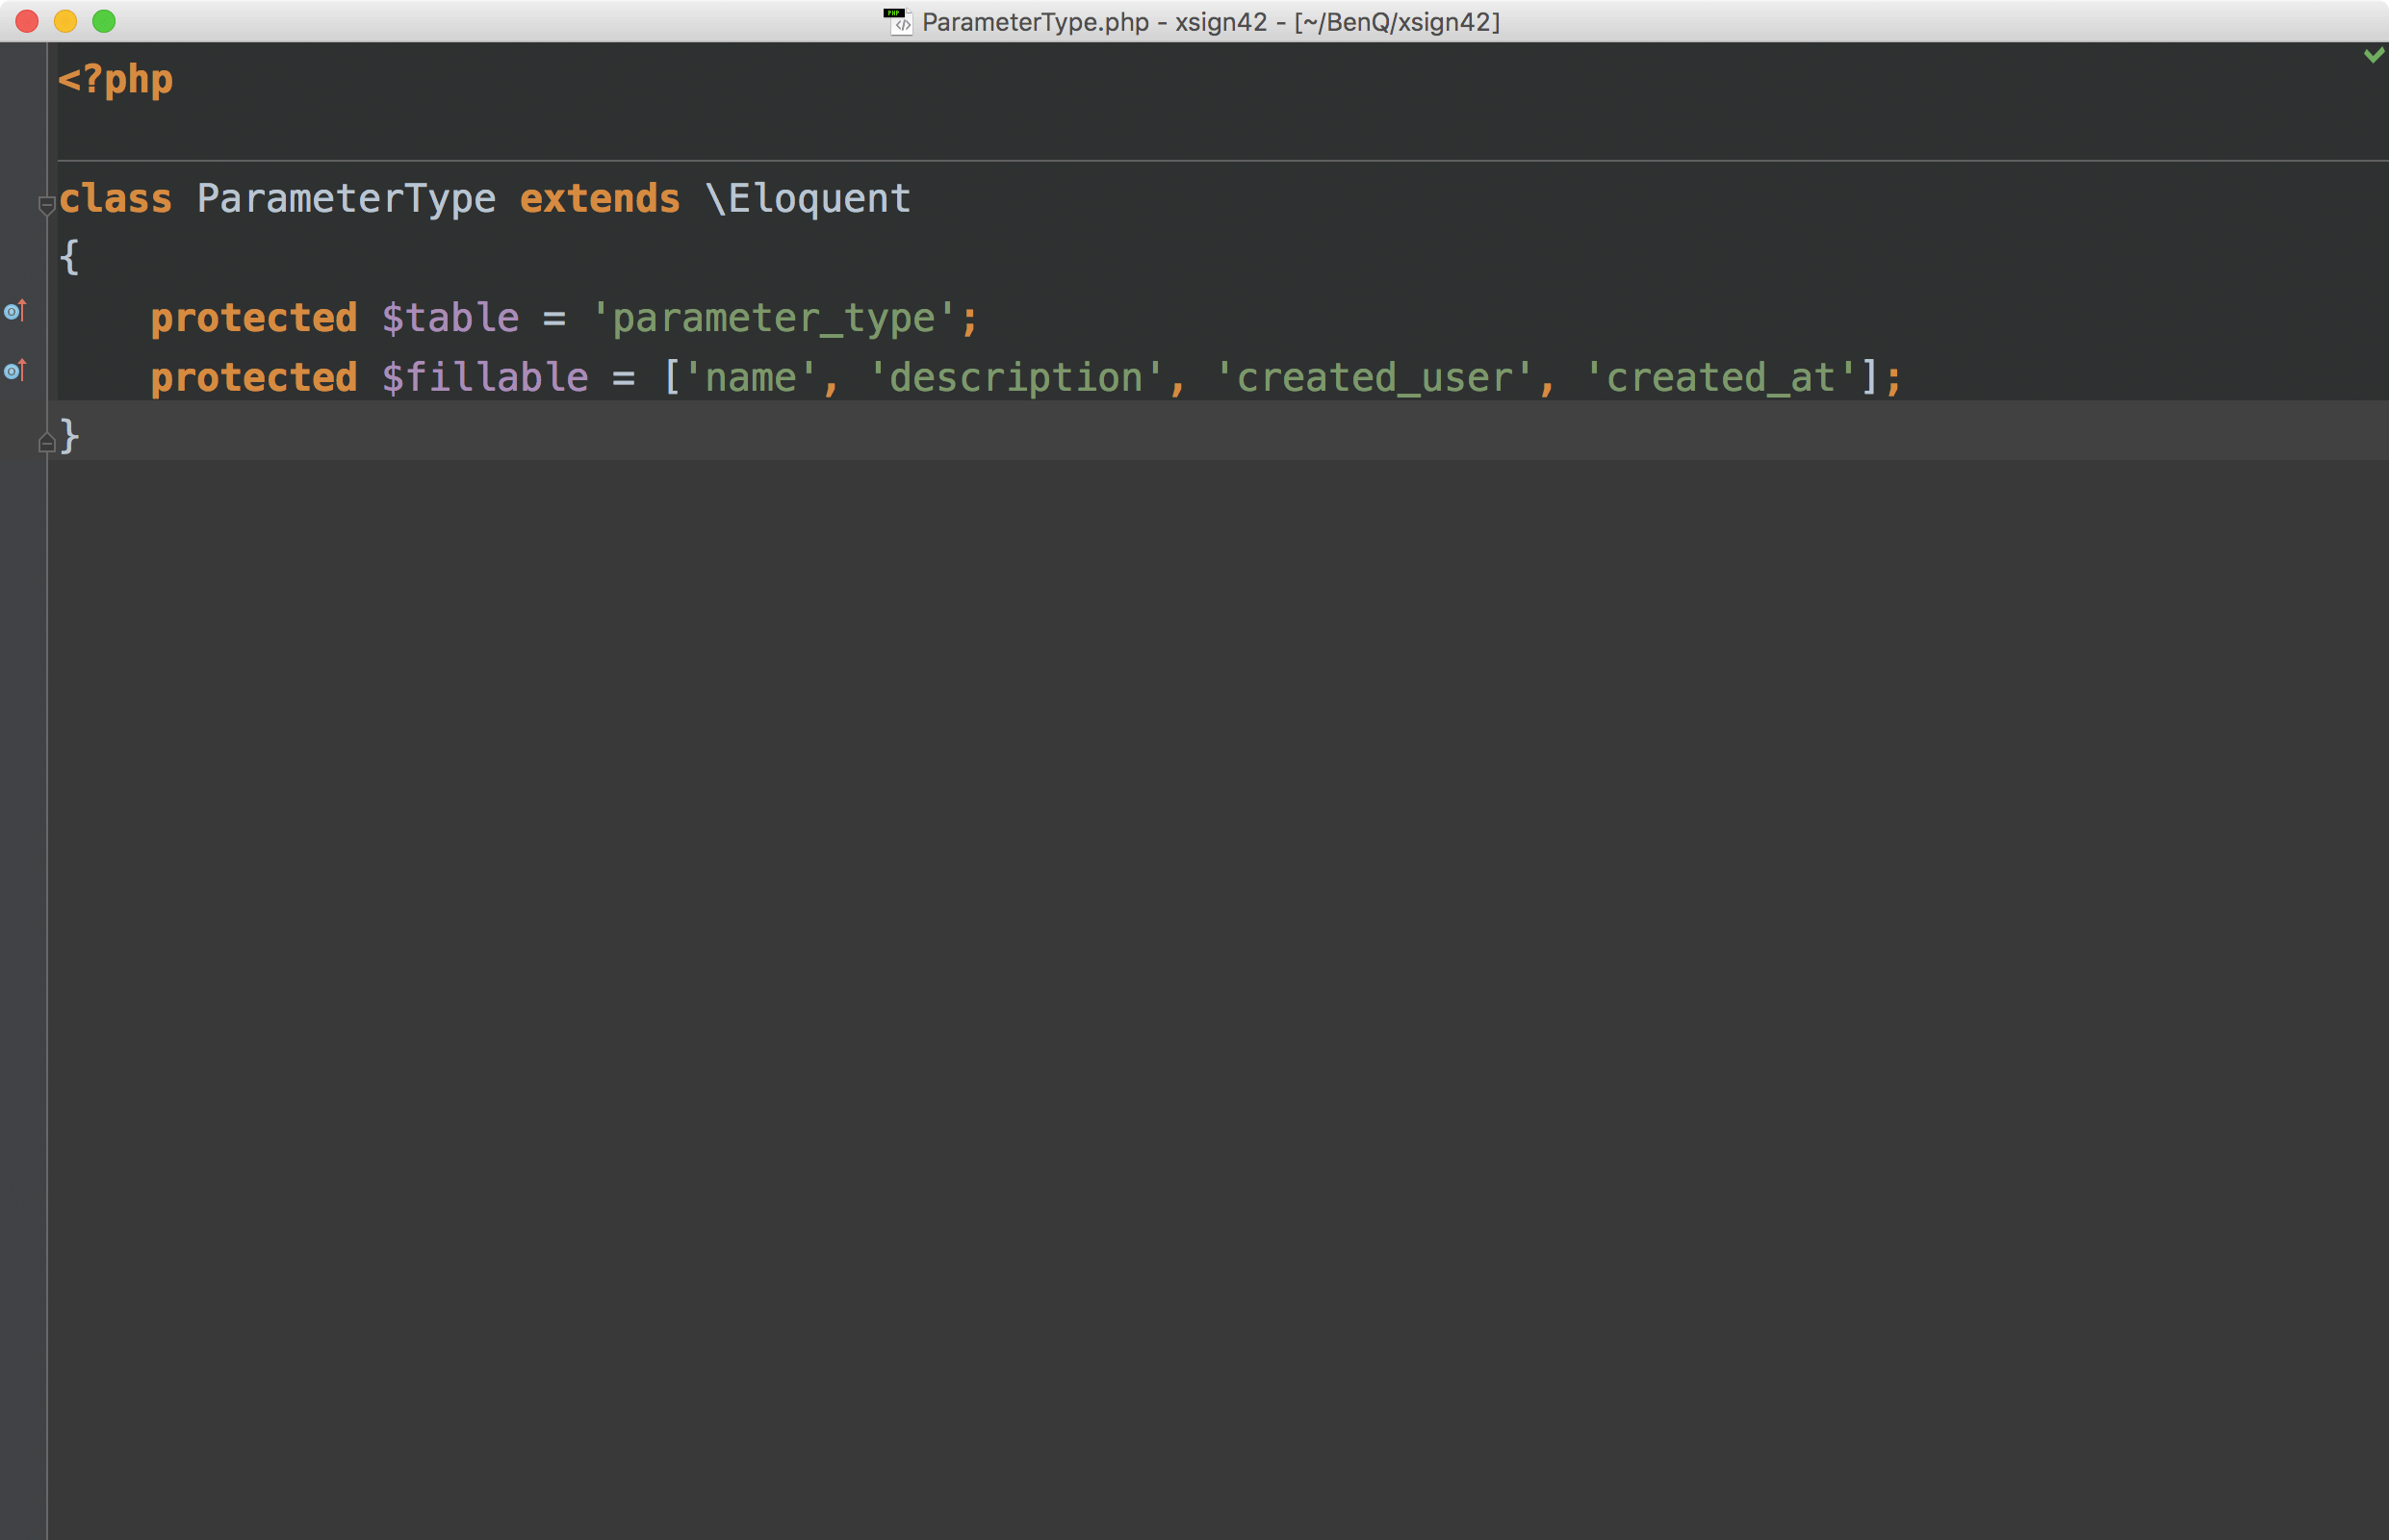 ParameterType.php - xsign42 - [~/BenQ/xsign42]
<?php
class ParameterType extends \Eloquent
{
    protected $table = 'parameter_type';
    protected $fillable = ['name', 'description', 'created_user', 'created_at'];
}